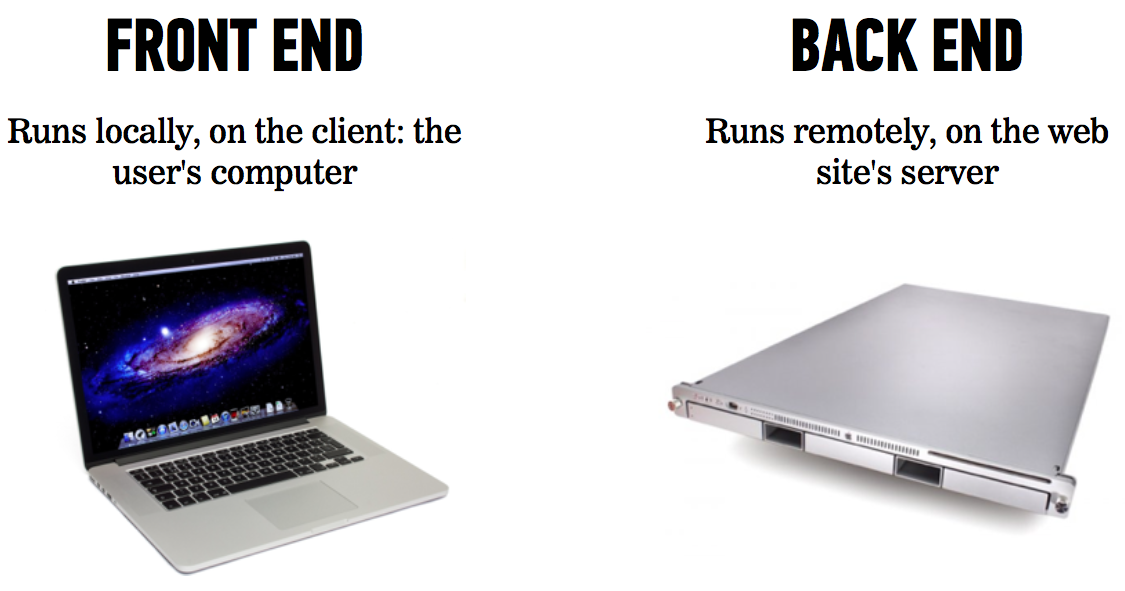 FRONT END
Runs locally, on the client: the
user's computer
BACK END
Runs remotely, on the web
site's server